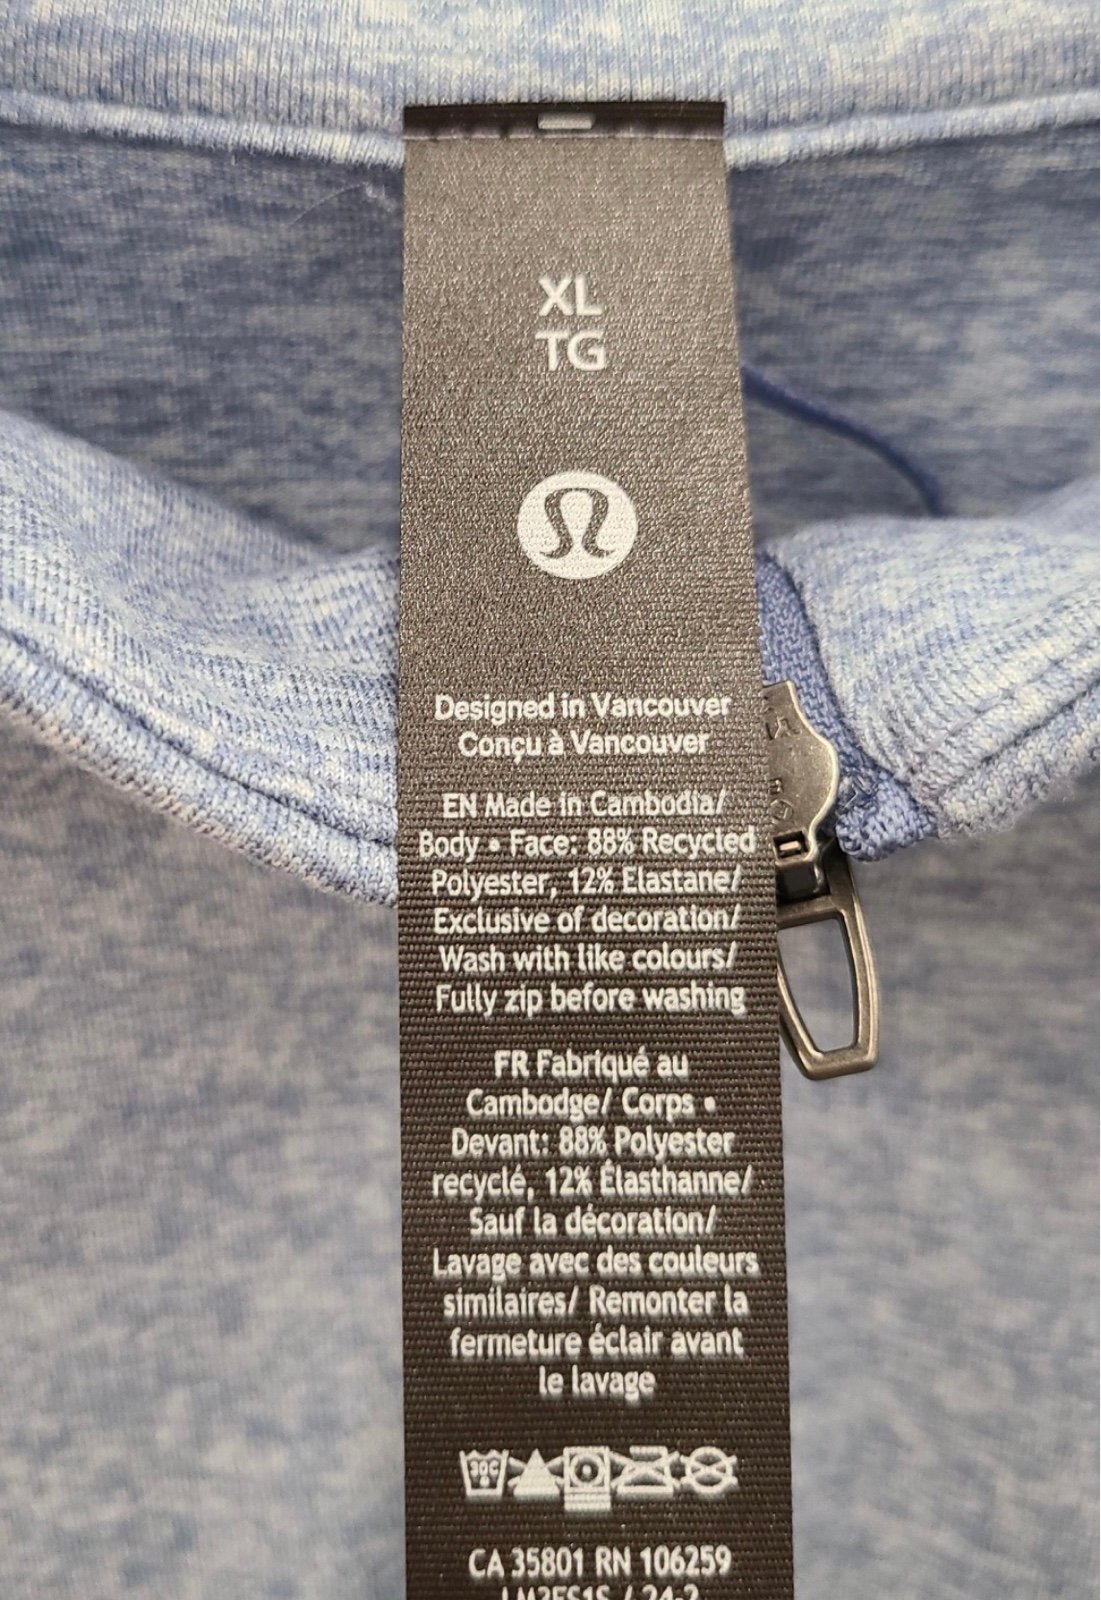 XL
TG
Designed in Vancouver
Conçu à Vancouver
EN Made in Cambodia/
Body • Face: 88% Recycled
Polyester, 12% Elastane/
Exclusive of decoration/
Wash with like colours/
Fully zip before washing
FR Fabriqué au
Cambodge/ Corps •
Devant: 88% Polyester
recyclé, 12% Élasthanne/
Sauf la décoration/
Lavage avec des couleurs
similaires/ Remonter la
fermeture éclair avant
le lavage
30C
CA 35801 RN 106259